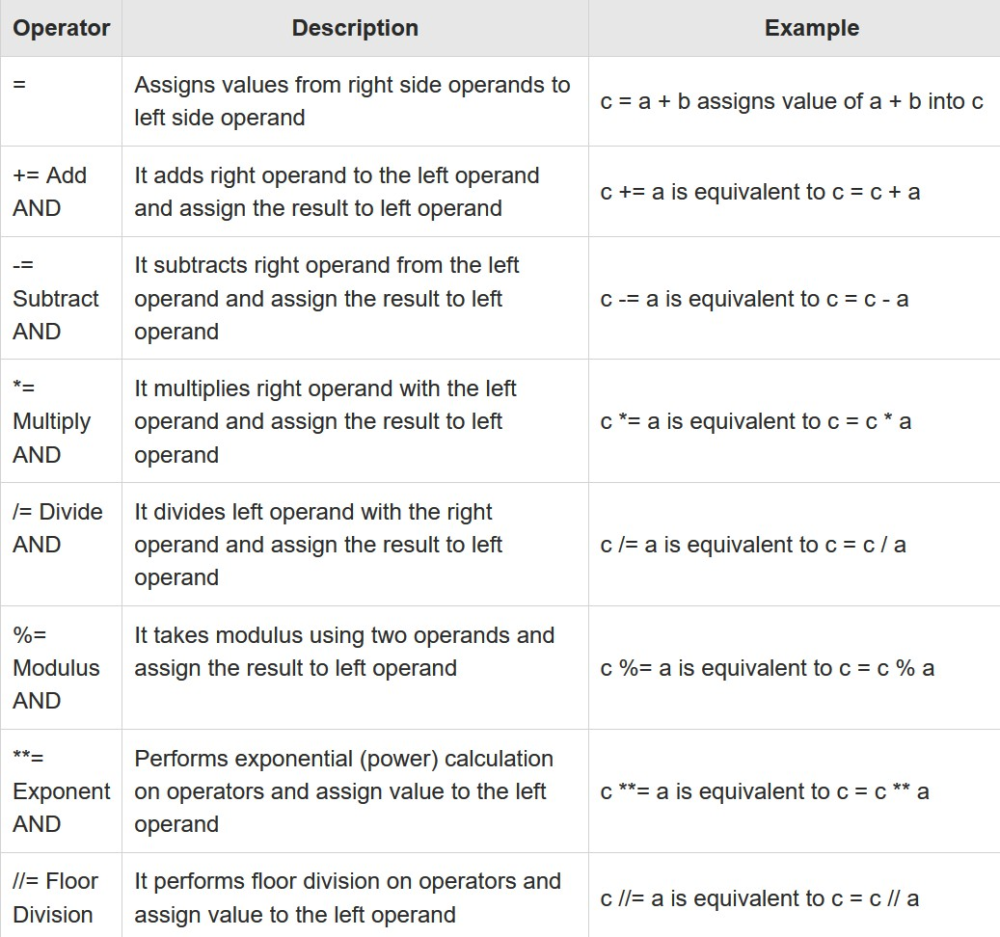 Operator Description Example
=
Assigns values from right side operands to
left side operand
c = a + b assigns value of a + b into c
+= Add
AND
It adds right operand to the left operand
and assign the result to left operand
c += a is equivalent to c = c + a
-=
Subtract
AND
It subtracts right operand from the left
operand and assign the result to left
operand
c -= a is equivalent to c = c - a
*=
Multiply
AND
It multiplies right operand with the left
operand and assign the result to left
operand
c *= a is equivalent to c = c * a
/= Divide
AND
It divides left operand with the right
operand and assign the result to left
operand
c /= a is equivalent to c = c / a
%=
Modulus
AND
It takes modulus using two operands and
assign the result to left operand
c %= a is equivalent to c = c % a
**=
Exponent
AND
Performs exponential (power) calculation
on operators and assign value to the left
operand
c **= a is equivalent to c = c ** a
//= Floor
Division
It performs floor division on operators and
assign value to the left operand
c //= a is equivalent to c = c // a